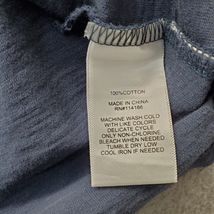 100%COTTON
MADE IN CHINA
RN#114166
MACHINE WASH COLD
WITH LIKE COLORS
DELICATE CYCLE
ONLY NON-CHLORINE
BLEACH WHEN NEEDED
TUMBLE DRY LOW
COOL IRON IF NEEDED